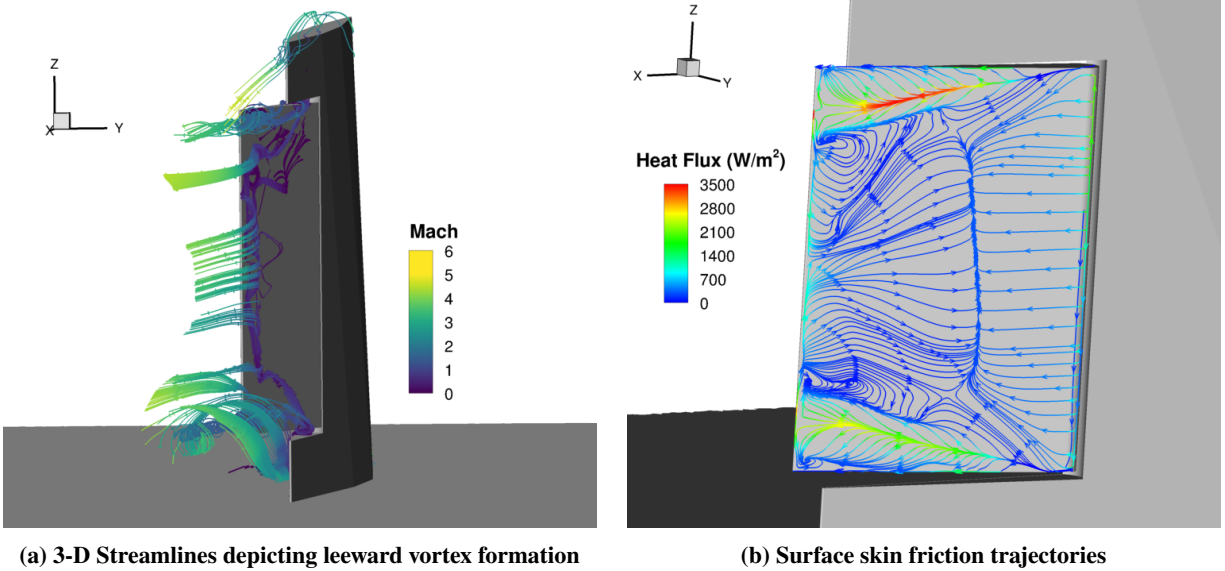 Z
X
Y
Mach
6
5
4
3
2
1
0
Z
X
Y
Heat Flux (W/m²)
3500
2800
2100
1400
700
0
(a) 3-D Streamlines depicting leeward vortex formation
(b) Surface skin friction trajectories